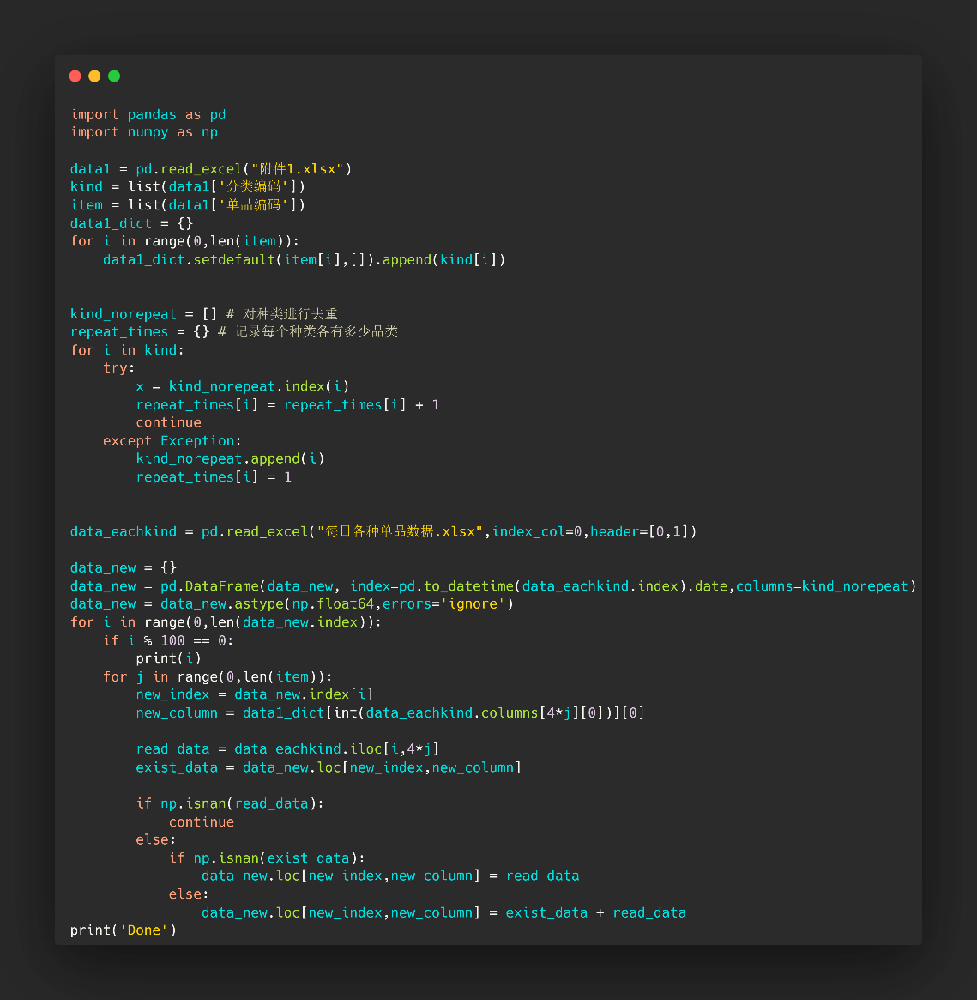 import pandas as pd
import numpy as np
data1 = pd.read_excel("附件1.xlsx")
kind = list(data1['分类编码'])
item = list(data1['单品编码'])
data1_dict = {}
for i in range(0,len(item)):
    data1_dict.setdefault(item[i],[]).append(kind[i])
kind_norepeat = [] # 对种类进行去重
repeat_times = {} # 记录每个种类各有多少品类
for i in kind:
    try:
        x = kind_norepeat.index(i)
        repeat_times[i] = repeat_times[i] + 1
        continue
    except Exception:
        kind_norepeat.append(i)
        repeat_times[i] = 1
data_eachkind = pd.read_excel("每日各种单品数据.xlsx",index_col=0,header=[0,1])
data_new = {}
data_new = pd.DataFrame(data_new, index=pd.to_datetime(data_eachkind.index).date,columns=kind_norepeat)
data_new = data_new.astype(np.float64,errors='ignore')
for i in range(0,len(data_new.index)):
    if i % 100 == 0:
        print(i)
    for j in range(0,len(item)):
        new_index = data_new.index[i]
        new_column = data1_dict[int(data_eachkind.columns[4*j][0])][0]
        read_data = data_eachkind.iloc[i,4*j]
        exist_data = data_new.loc[new_index,new_column]
        if np.isnan(read_data):
            continue
        else:
            if np.isnan(exist_data):
                data_new.loc[new_index,new_column] = read_data
            else:
                data_new.loc[new_index,new_column] = exist_data + read_data
print('Done')